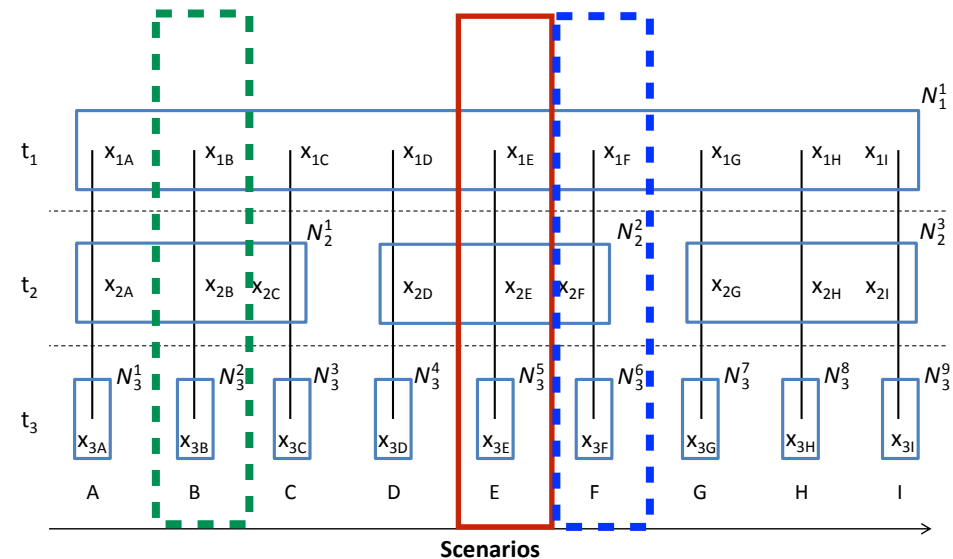 N₁¹
t₁ x₁A x₁B x₁C x₁D x₁E x₁F x₁G x₁H x₁I
N₂¹ N₂² N₂³
t₂ x₂A x₂B x₂C x₂D x₂E x₂F x₂G x₂H x₂I
N₃¹ N₃² N₃³ N₃⁴ N₃⁵ N₃⁶ N₃⁷ N₃⁸ N₃⁹
t₃ x₃A x₃B x₃C x₃D x₃E x₃F x₃G x₃H x₃I
A B C D E F G H I
Scenarios